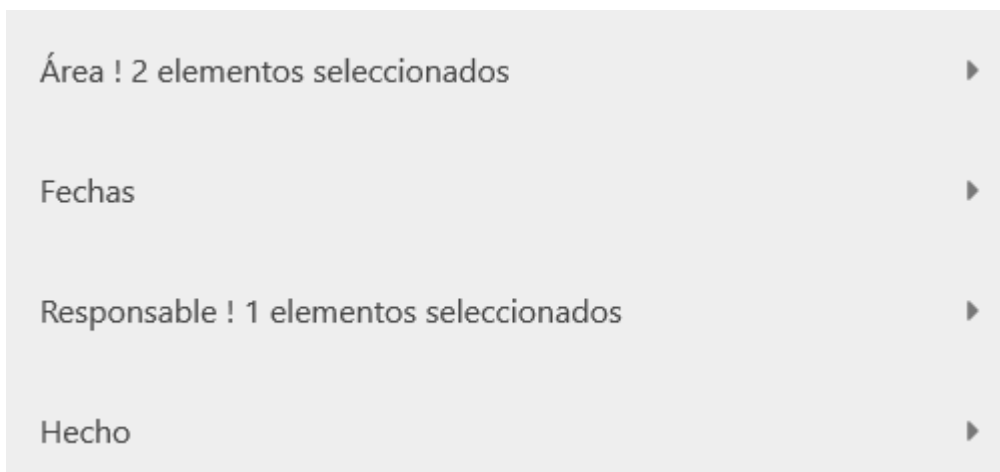 Área ! 2 elementos seleccionados
Fechas
Responsable ! 1 elementos seleccionados
Hecho